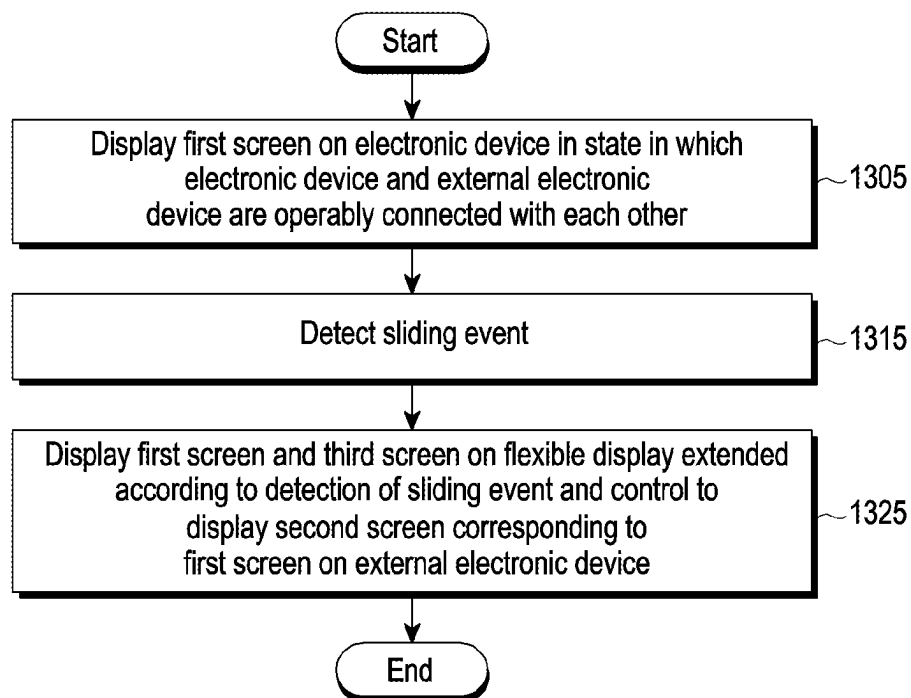 Start
Display first screen on electronic device in state in which
electronic device and external electronic
device are operably connected with each other
1305
Detect sliding event
1315
Display first screen and third screen on flexible display extended
according to detection of sliding event and control to
display second screen corresponding to
first screen on external electronic device
1325
End